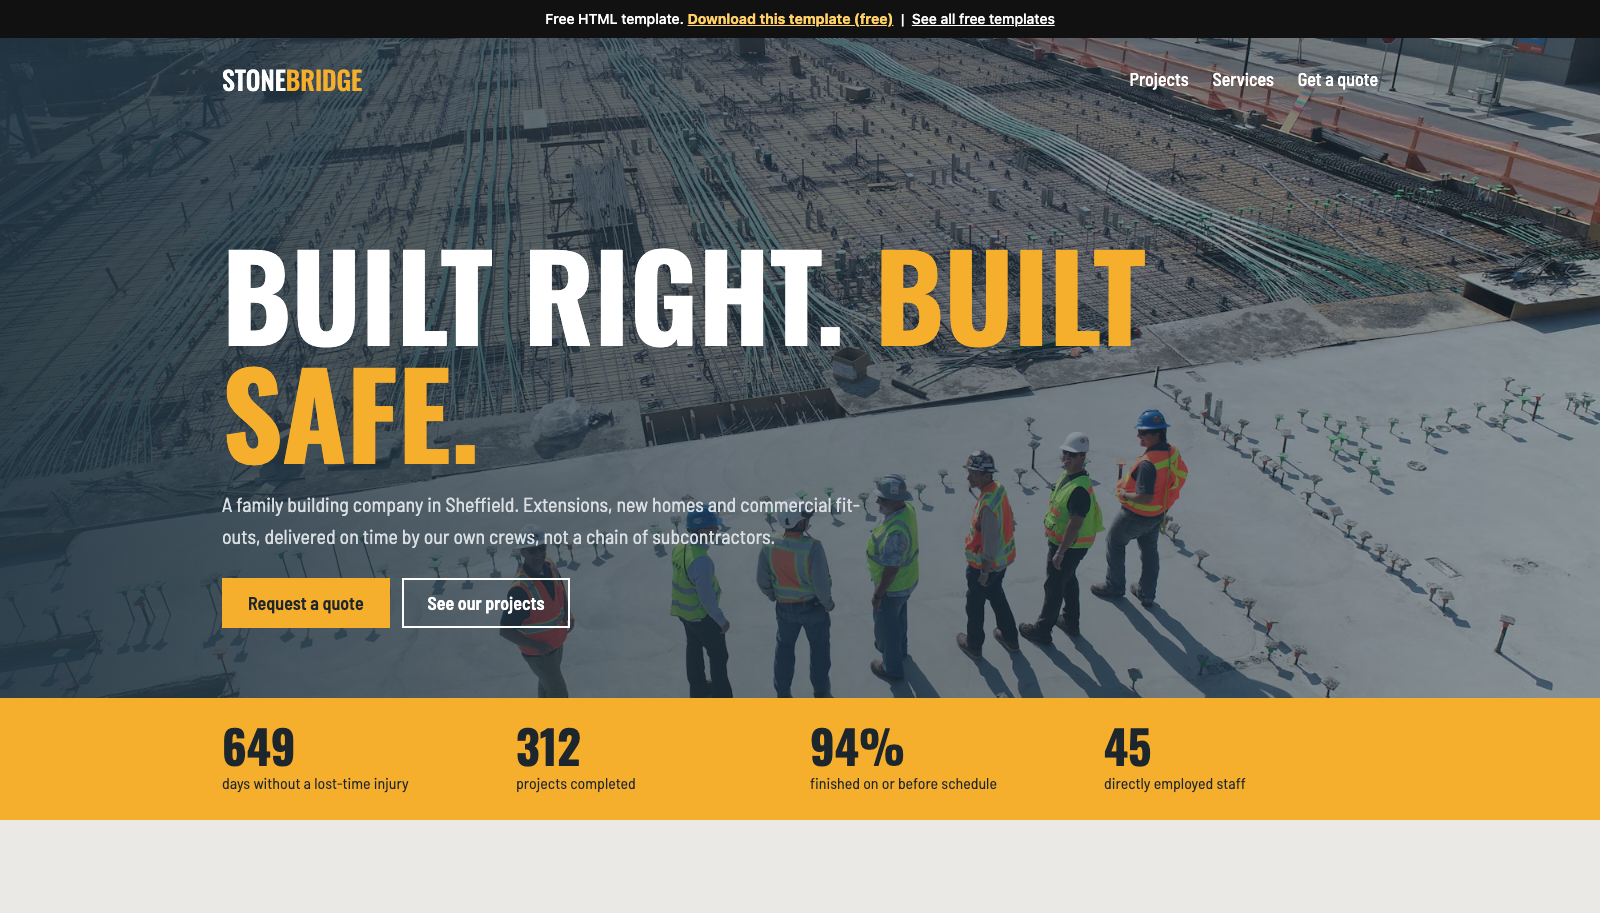 Free HTML template. Download this template (free) | See all free templates
STONEBRIDGE
Projects Services Get a quote
BUILT RIGHT. BUILT
SAFE.
A family building company in Sheffield. Extensions, new homes and commercial fit-
outs, delivered on time by our own crews, not a chain of subcontractors.
Request a quote See our projects
649 312 94% 45
days without a lost-time injury projects completed finished on or before schedule directly employed staff